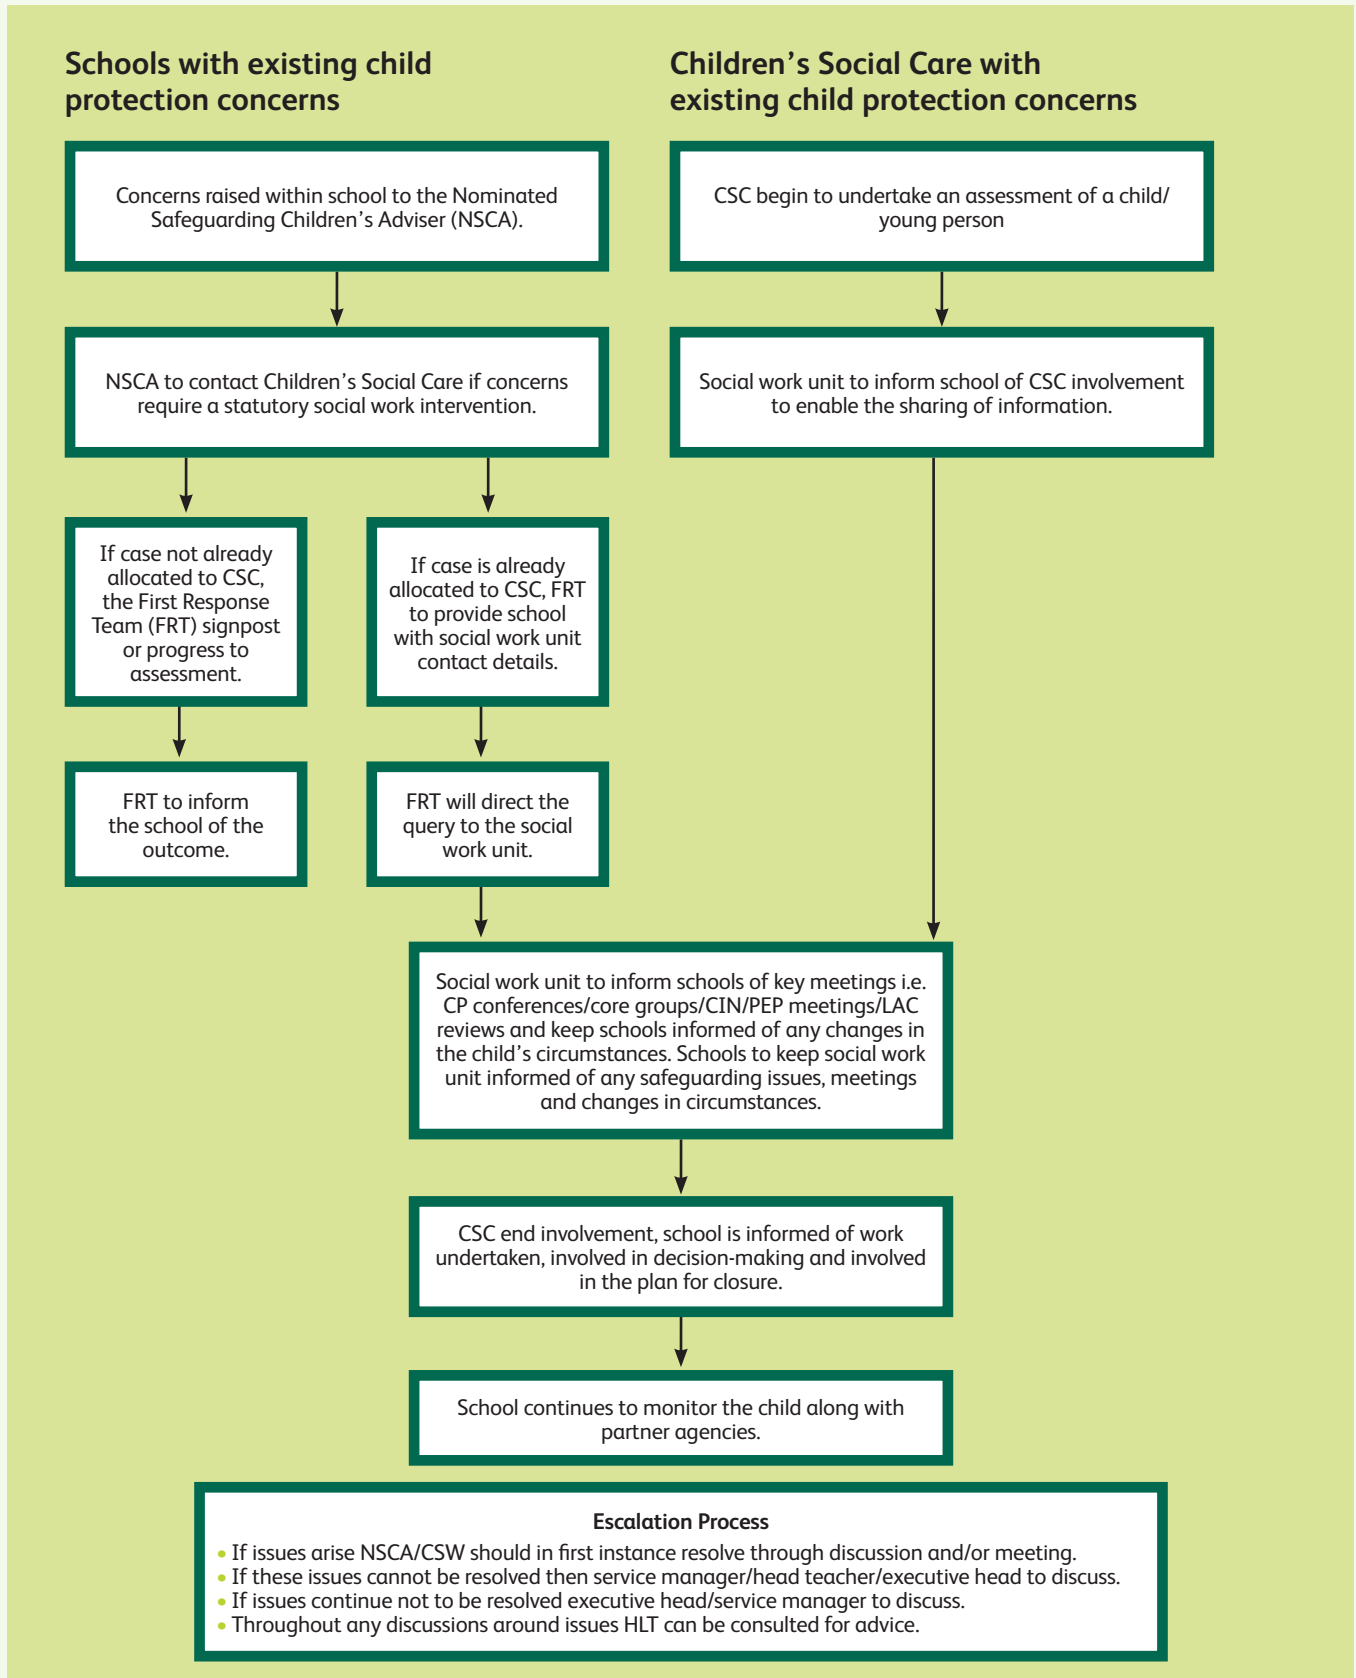 Schools with existing child
protection concerns
Concerns raised within school to the Nominated
Safeguarding Children's Adviser (NSCA).
NSCA to contact Children's Social Care if concerns
require a statutory social work intervention.
If case not already
allocated to CSC,
the First Response
Team (FRT) signpost
or progress to
assessment.
FRT to inform
the school of the
outcome.
If case is already
allocated to CSC, FRT
to provide school
with social work unit
contact details.
FRT will direct the
query to the social
work unit.
Children's Social Care with
existing child protection concerns
CSC begin to undertake an assessment of a child/
young person
Social work unit to inform school of CSC involvement
to enable the sharing of information.
Social work unit to inform schools of key meetings i.e.
CP conferences/core groups/CIN/PEP meetings/LAC
reviews and keep schools informed of any changes in
the child's circumstances. Schools to keep social work
unit informed of any safeguarding issues, meetings
and changes in circumstances.
CSC end involvement, school is informed of work
undertaken, involved in decision-making and involved
in the plan for closure.
School continues to monitor the child along with
partner agencies.
Escalation Process
• If issues arise NSCA/CSW should in first instance resolve through discussion and/or meeting.
• If these issues cannot be resolved then service manager/head teacher/executive head to discuss.
• If issues continue not to be resolved executive head/service manager to discuss.
• Throughout any discussions around issues HLT can be consulted for advice.